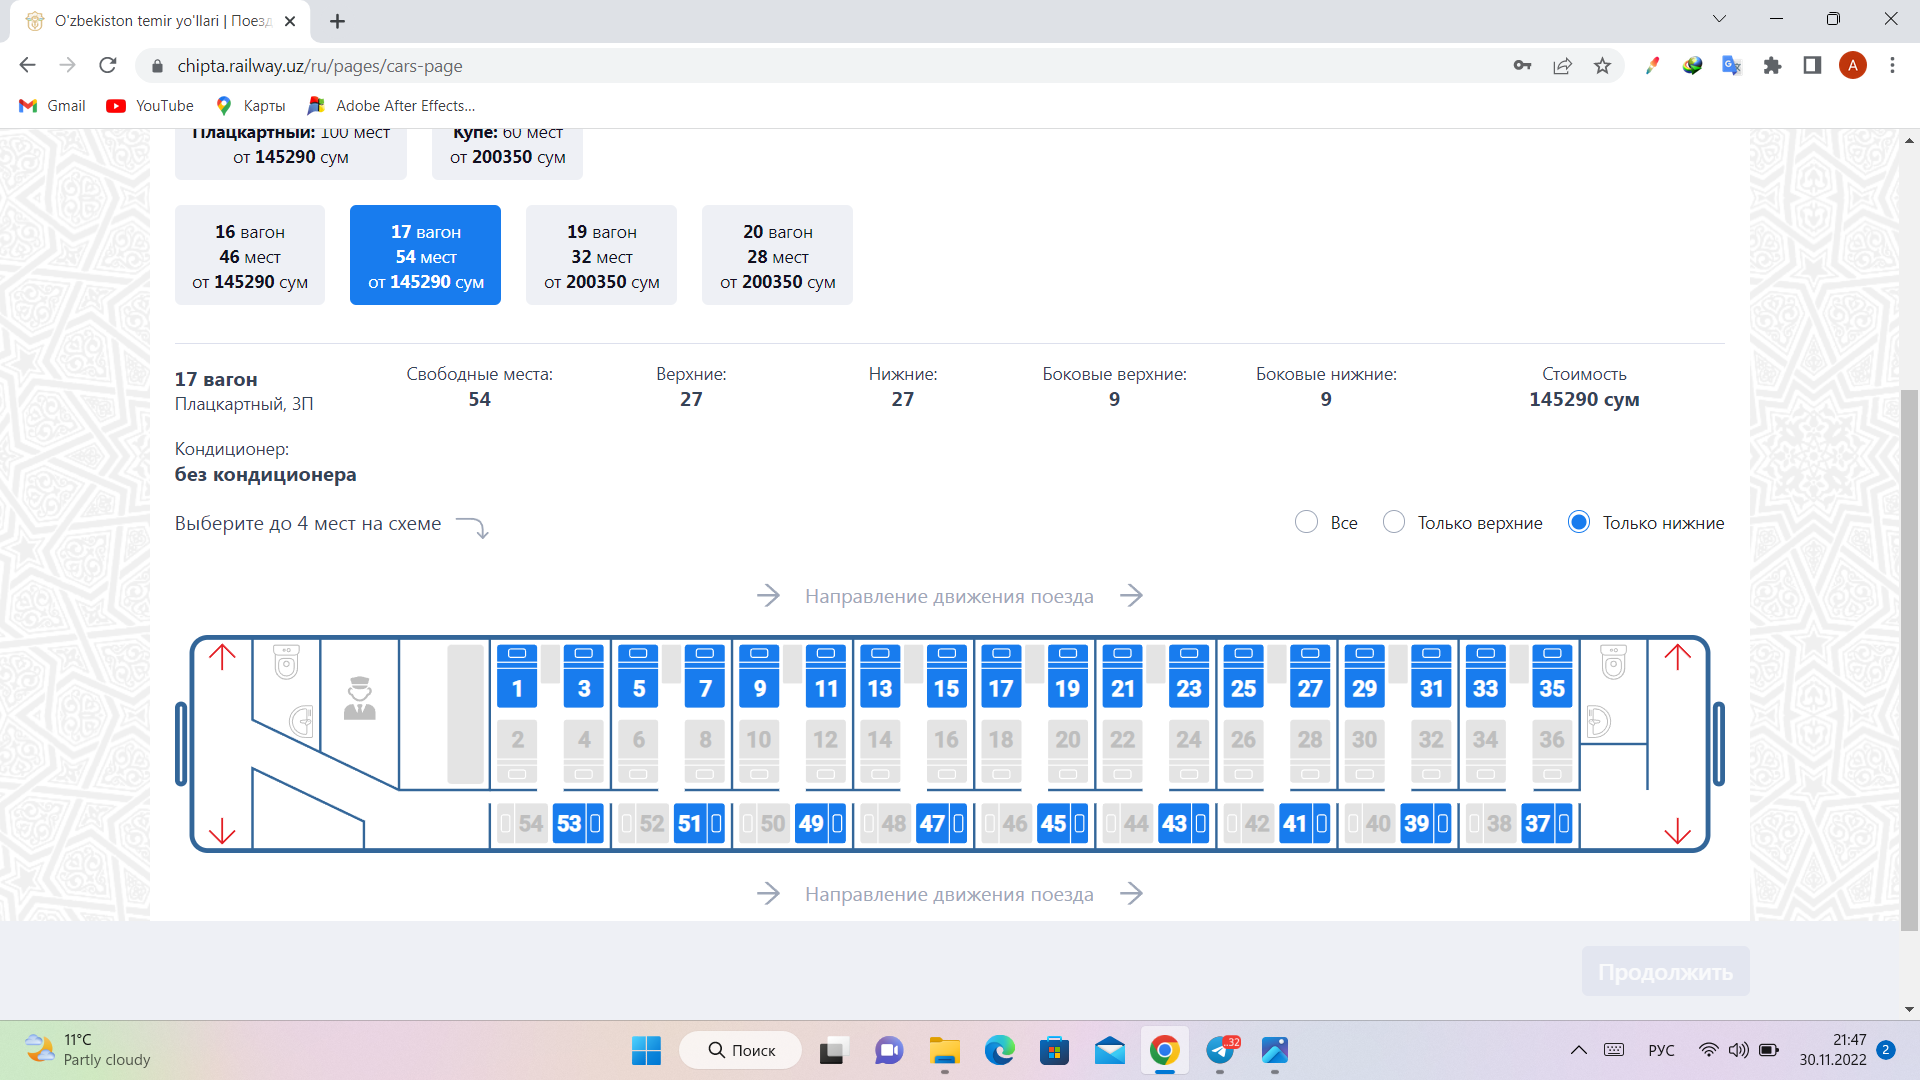 O'zbekiston temir yo'llari | Поезд
chipta.railway.uz/ru/pages/cars-page
A
Gmail
YouTube
Карты
Adobe After Effects...
Плацкартный: 100 мест
от 145290 сум
Купе: 60 мест
от 200350 сум
16 вагон
46 мест
от 145290 сум
17 вагон
54 мест
от 145290 сум
19 вагон
32 мест
от 200350 сум
20 вагон
28 мест
от 200350 сум
17 вагон
Плацкартный, 3П
Свободные места:
54
Верхние:
27
Нижние:
27
Боковые верхние:
9
Боковые нижние:
9
Стоимость
145290 сум
Кондиционер:
без кондиционера
Выберите до 4 мест на схеме
Все
Только верхние
Только нижние
Направление движения поезда
1 3 5 7 9 11 13 15 17 19 21 23 25 27 29 31 33 35
2 4 6 8 10 12 14 16 18 20 22 24 26 28 30 32 34 36
54 53 52 51 50 49 48 47 46 45 44 43 42 41 40 39 38 37
Направление движения поезда
Продолжить
11°C
Partly cloudy
Поиск
..32
РУС
21:47
30.11.2022
2